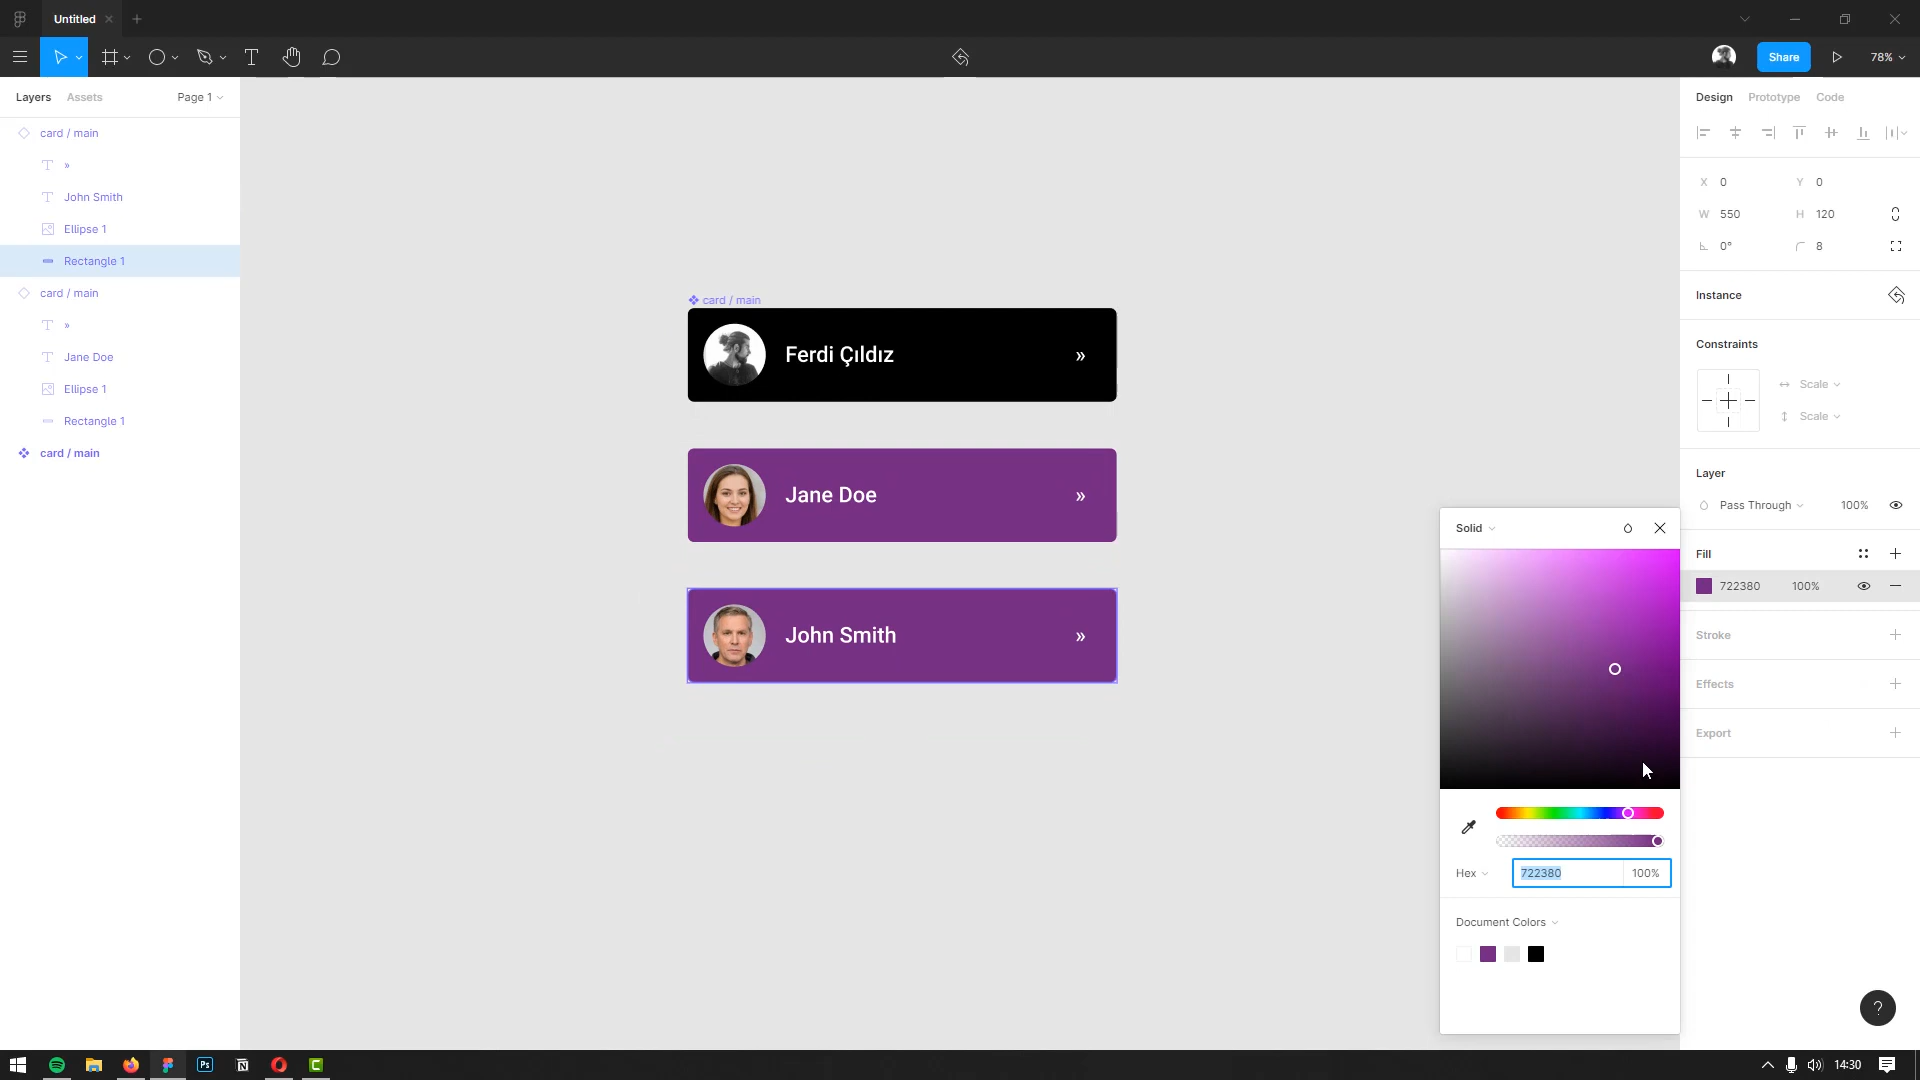 Untitled
Share
78%
Layers
Assets
Page 1
Design
Prototype
Code
card / main
»
John Smith
Ellipse 1
Rectangle 1
card / main
»
Jane Doe
Ellipse 1
Rectangle 1
card / main
card / main
Ferdi Çıldız
»
Jane Doe
»
John Smith
»
X 0
Y 0
W 550
H 120
0°
8
Instance
Constraints
Scale
Scale
Layer
Pass Through
100%
Fill
722380
100%
Stroke
Effects
Export
Solid
Hex
722380
100%
Document Colors
?
Ps
N
C
14:30